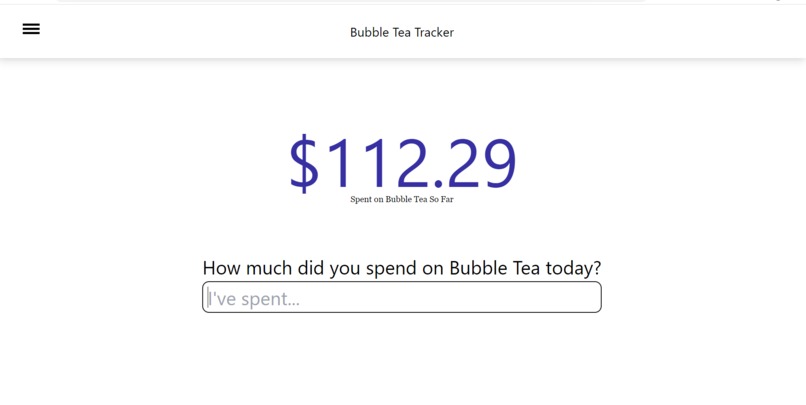 Bubble Tea Tracker
$112.29
Spent on Bubble Tea So Far
How much did you spend on Bubble Tea today?
I've spent...